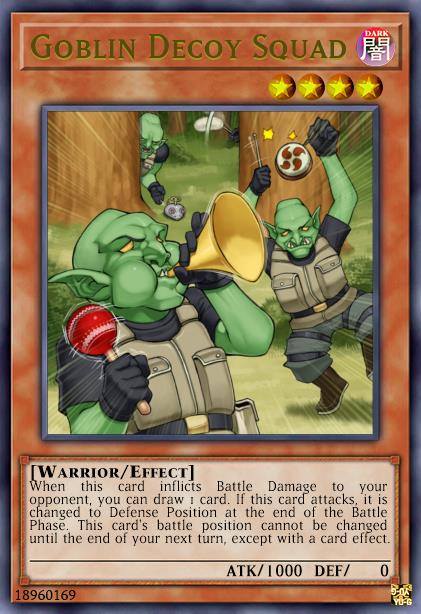 Goblin Decoy Squad
DARK
闇
[Warrior/Effect]
When this card inflicts Battle Damage to your
opponent, you can draw 1 card. If this card attacks, it is
changed to Defense Position at the end of the Battle
Phase. This card's battle position cannot be changed
until the end of your next turn, except with a card effect.
ATK/1000 DEF/ 0
18960169